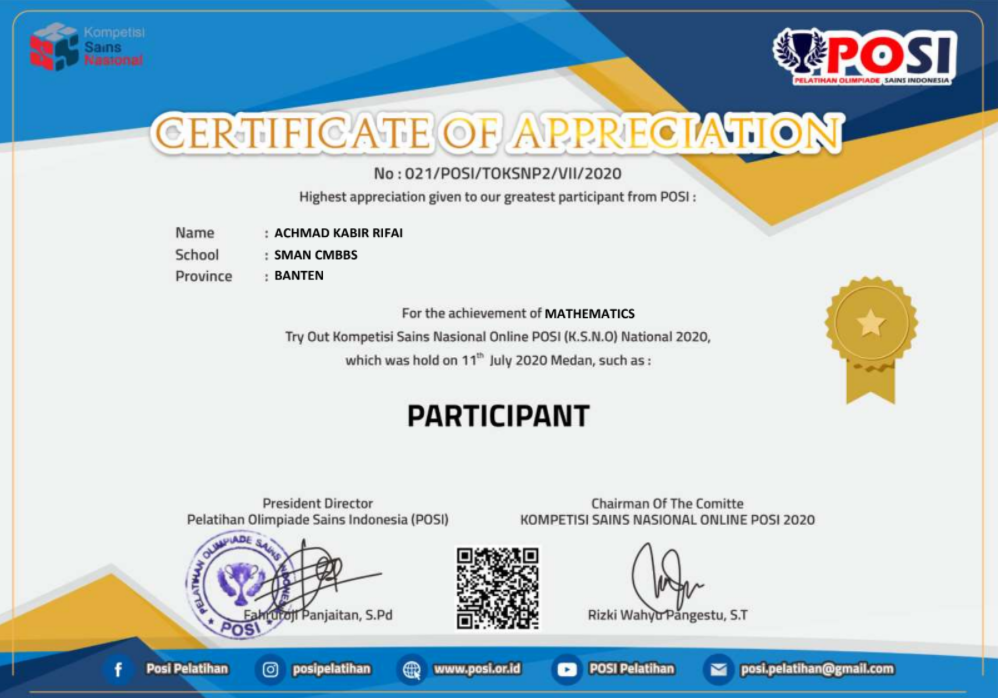 Kompetisi
Sains
Nasional
POSI
PELATIHAN OLIMPIADE SAINS INDONESIA
CERTIFICATE OF APPRECIATION
No : 021/POSI/TOKSNP2/VII/2020
Highest appreciation given to our greatest participant from POSI :
Name : ACHMAD KABIR RIFAI
School : SMAN CMBBS
Province : BANTEN
For the achievement of MATHEMATICS
Try Out Kompetisi Sains Nasional Online POSI (K.S.N.O) National 2020,
which was hold on 11th July 2020 Medan, such as :
PARTICIPANT
President Director
Pelatihan Olimpiade Sains Indonesia (POSI)
Chairman Of The Comitte
KOMPETISI SAINS NASIONAL ONLINE POSI 2020
PELATIHAN OLIMPIADE SAINS INDONESIA
POSI
Panjaitan, S.Pd
Rizki Wahyu Pangestu, S.T
Posi Pelatihan
posipelatihan
www.posi.or.id
POSI Pelatihan
posi.pelatihan@gmail.com